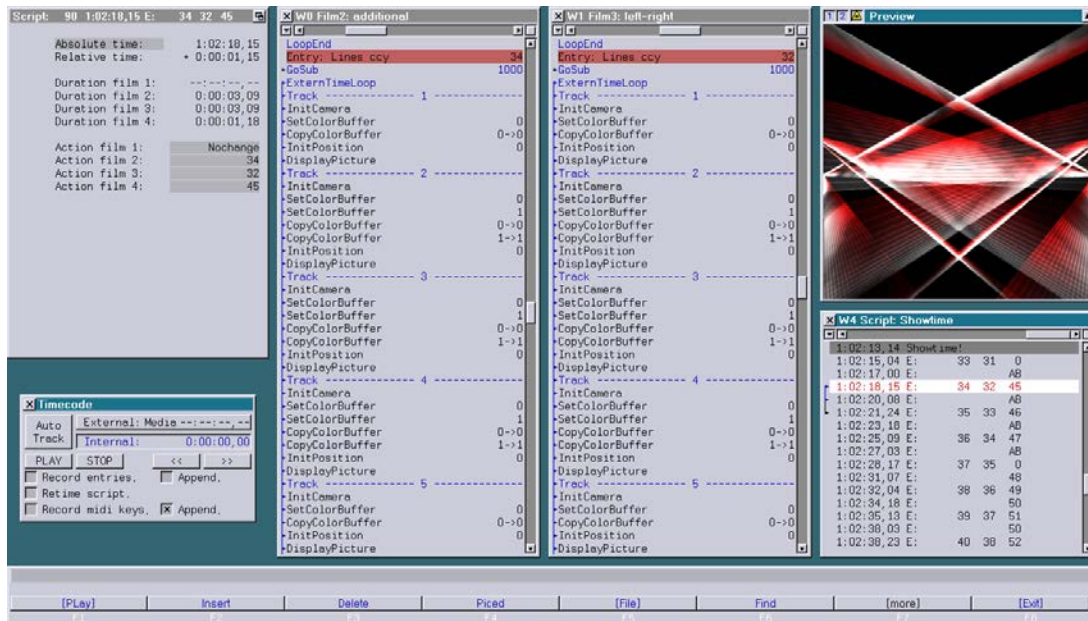 Script: 90 1:02:18,15 E: 34 32 45
Absolute time: 1:02:18,15
Relative time: + 0:00:01,15
Duration film 1: --:--:--,--
Duration film 2: 0:00:03,09
Duration film 3: 0:00:03,09
Duration film 4: 0:00:01,18
Action film 1: Nochange
Action film 2: 34
Action film 3: 32
Action film 4: 45
Timecode
Auto Track
External: Media --:--:--,--
Internal: 0:00:00,00
PLAY STOP << >>
Record entries. Append.
Retime script.
Record midi keys. Append.
W0 Film2: additional
LoopEnd
Entry: Lines ccy 34
GoSub 1000
ExternTimeLoop
Track ------------ 1 ------------
InitCamera
SetColorBuffer 0
CopyColorBuffer 0->0
InitPosition 0
DisplayPicture
Track ------------ 2 ------------
InitCamera
SetColorBuffer 0
SetColorBuffer 1
CopyColorBuffer 0->0
CopyColorBuffer 1->1
InitPosition 0
DisplayPicture
Track ------------ 3 ------------
InitCamera
SetColorBuffer 0
SetColorBuffer 1
CopyColorBuffer 0->0
CopyColorBuffer 1->1
InitPosition 0
DisplayPicture
Track ------------ 4 ------------
InitCamera
SetColorBuffer 0
SetColorBuffer 1
CopyColorBuffer 0->0
CopyColorBuffer 1->1
InitPosition 0
DisplayPicture
Track ------------ 5 ------------
InitCamera
SetColorBuffer 0
CopyColorBuffer 0->0
InitPosition 0
DisplayPicture
W1 Film3: left-right
LoopEnd
Entry: Lines ccy 32
GoSub 1000
ExternTimeLoop
Track ------------ 1 ------------
InitCamera
SetColorBuffer 0
CopyColorBuffer 0->0
InitPosition 0
DisplayPicture
Track ------------ 2 ------------
InitCamera
SetColorBuffer 0
SetColorBuffer 1
CopyColorBuffer 0->0
CopyColorBuffer 1->1
InitPosition 0
DisplayPicture
Track ------------ 3 ------------
InitCamera
SetColorBuffer 0
SetColorBuffer 1
CopyColorBuffer 0->0
CopyColorBuffer 1->1
InitPosition 0
DisplayPicture
Track ------------ 4 ------------
InitCamera
SetColorBuffer 0
SetColorBuffer 1
CopyColorBuffer 0->0
CopyColorBuffer 1->1
InitPosition 0
DisplayPicture
Track ------------ 5 ------------
InitCamera
SetColorBuffer 0
CopyColorBuffer 0->0
InitPosition 0
DisplayPicture
1 2 Preview
W4 Script: Showtime
1:02:13,14 Showtime!
1:02:15,04 E: 33 31 0
1:02:17,00 E: AB
1:02:18,15 E: 34 32 45
1:02:20,08 E: AB
1:02:21,24 E: 35 33 46
1:02:23,18 E: AB
1:02:25,09 E: 36 34 47
1:02:27,03 E: AB
1:02:28,17 E: 37 35 0
1:02:31,07 E: 48
1:02:32,04 E: 38 36 49
1:02:34,18 E: 50
1:02:35,13 E: 39 37 51
1:02:38,03 E: 50
1:02:38,23 E: 40 38 52
[PLay] Insert Delete Piced [File] Find [more] [Exit]
F1 F2 F3 F4 F5 F6 F7 F8